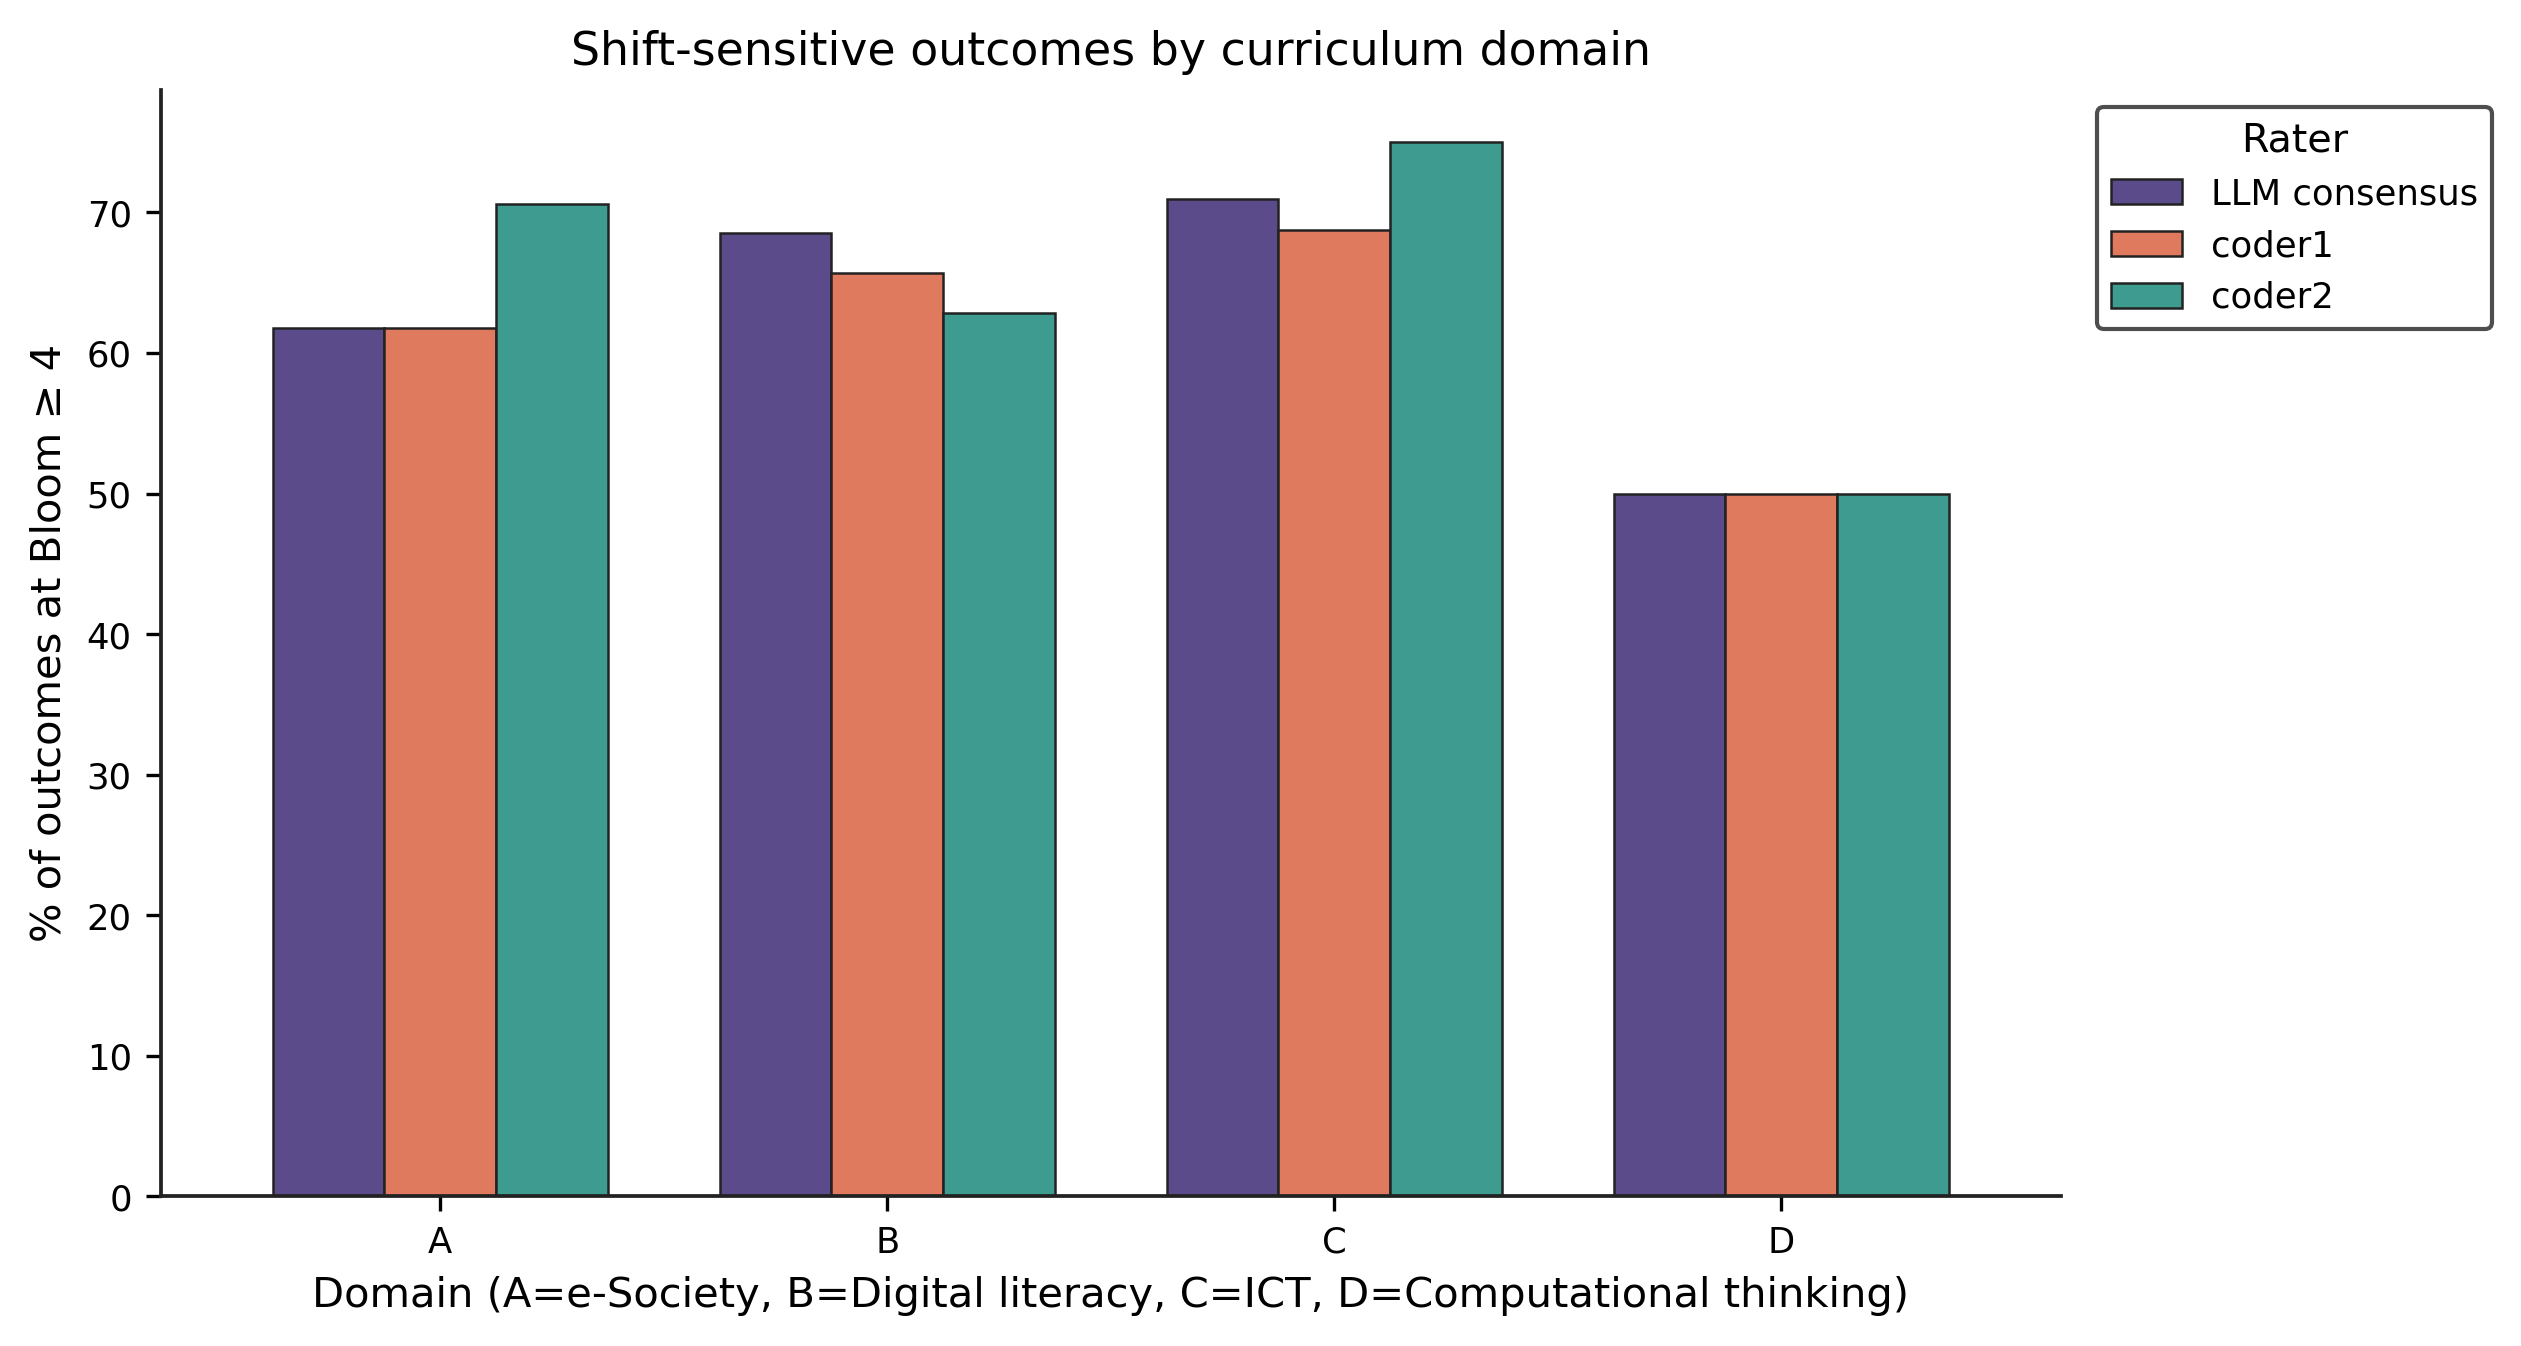 Shift-sensitive outcomes by curriculum domain
% of outcomes at Bloom ≥ 4
70
60
50
40
30
20
10
0
A
B
C
D
Domain (A=e-Society, B=Digital literacy, C=ICT, D=Computational thinking)
Rater
LLM consensus
coder1
coder2